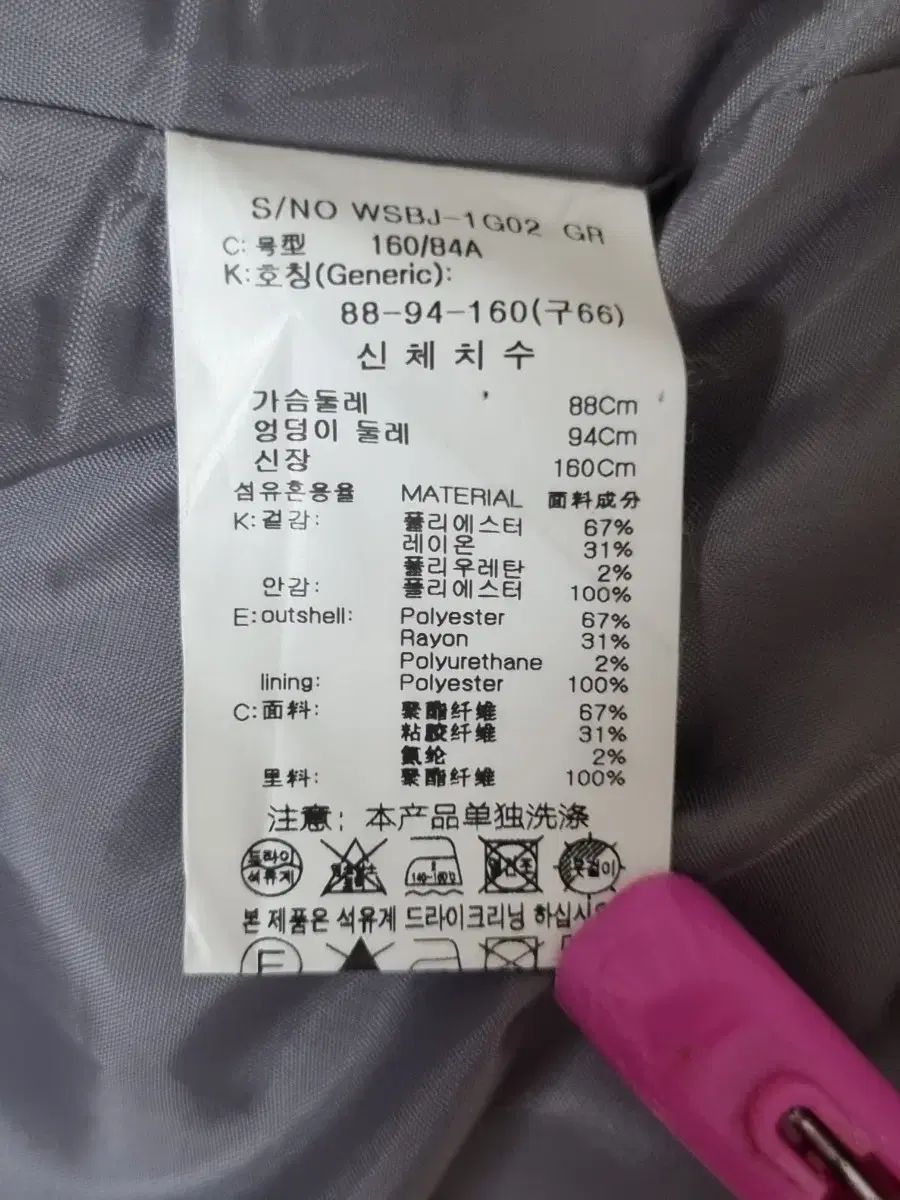 S/NO WSBJ-1G02 GR
C: 号型 160/84A
K:호칭(Generic):
88-94-160(구66)
신체치수
가슴둘레 88Cm
엉덩이 둘레 94Cm
신장 160Cm
섬유혼용율 MATERIAL 面料成分
K: 겉감: 폴리에스터 67%
레이온 31%
폴리우레탄 2%
안감: 폴리에스터 100%
E: outshell: Polyester 67%
Rayon 31%
Polyurethane 2%
lining: Polyester 100%
C: 面料: 聚酯纤维 67%
粘胶纤维 31%
氨纶 2%
里料: 聚酯纤维 100%
注意: 本产品单独洗涤
드라이 석유계 140~160℃ 옷걸이
본 제품은 석유계 드라이크리닝 하십시
F